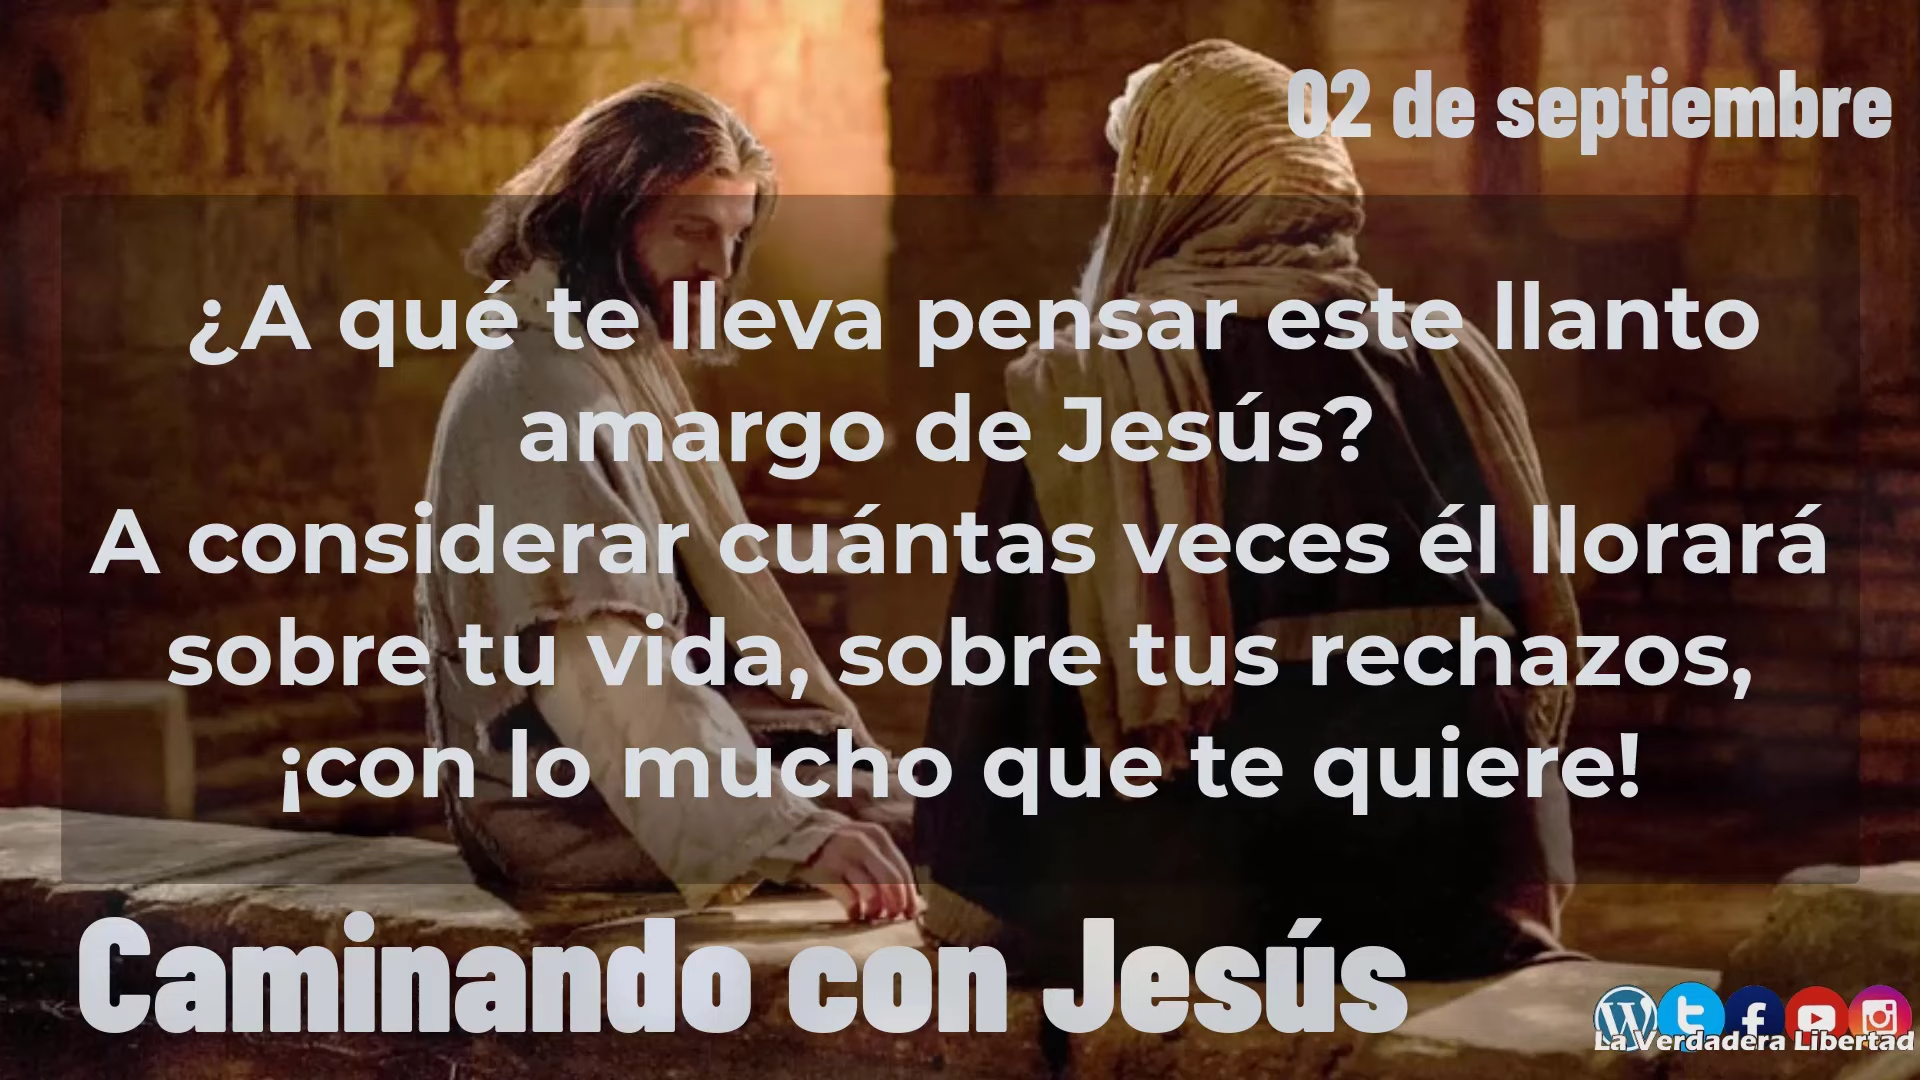 02 de septiembre
¿A qué te lleva pensar este llanto
amargo de Jesús?
A considerar cuántas veces él llorará
sobre tu vida, sobre tus rechazos,
¡con lo mucho que te quiere!
Caminando con Jesús
La Verdadera Libertad